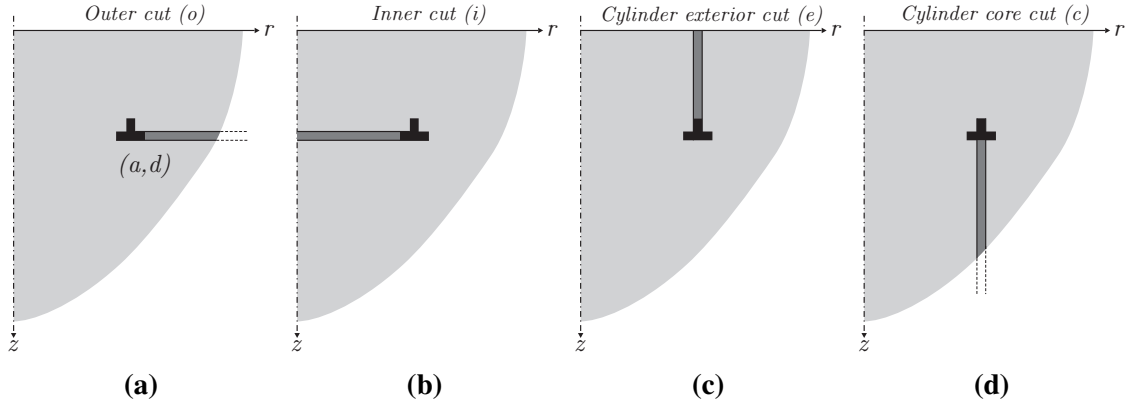 Outer cut (o)
Inner cut (i)
Cylinder exterior cut (e)
Cylinder core cut (c)
r
r
r
r
(a,d)
z
z
z
z
(a)
(b)
(c)
(d)